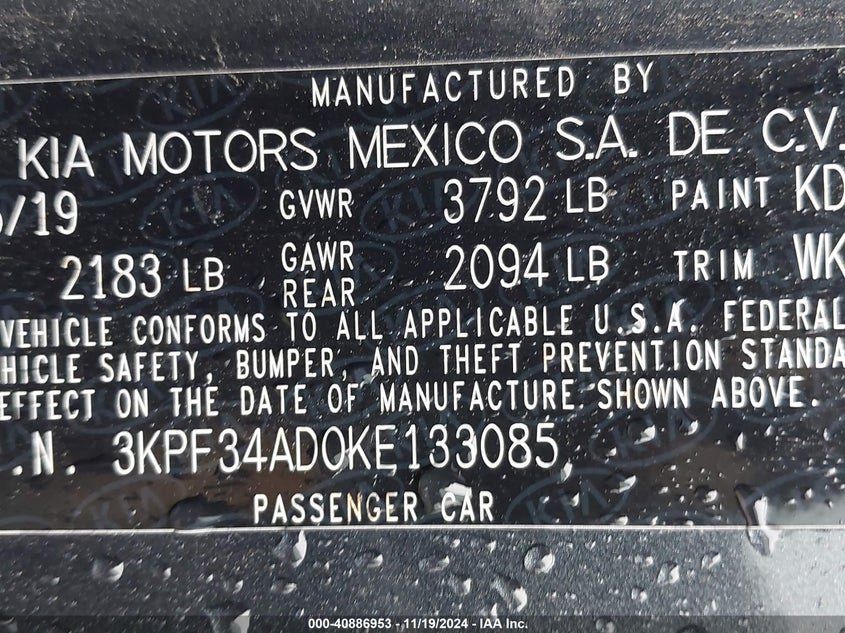 MANUFACTURED BY
KIA MOTORS MEXICO S.A. DE C.V.
/19 GVWR 3792 LB PAINT KD
2183 LB GAWR REAR 2094 LB TRIM WK
VEHICLE CONFORMS TO ALL APPLICABLE U.S.A. FEDERAL
HICLE SAFETY, BUMPER, AND THEFT PREVENTION STANDA
EFFECT ON THE DATE OF MANUFACTURE SHOWN ABOVE.
.N. 3KPF34AD0KE133085
PASSENGER CAR
000-40886953 - 11/19/2024 - IAA Inc.